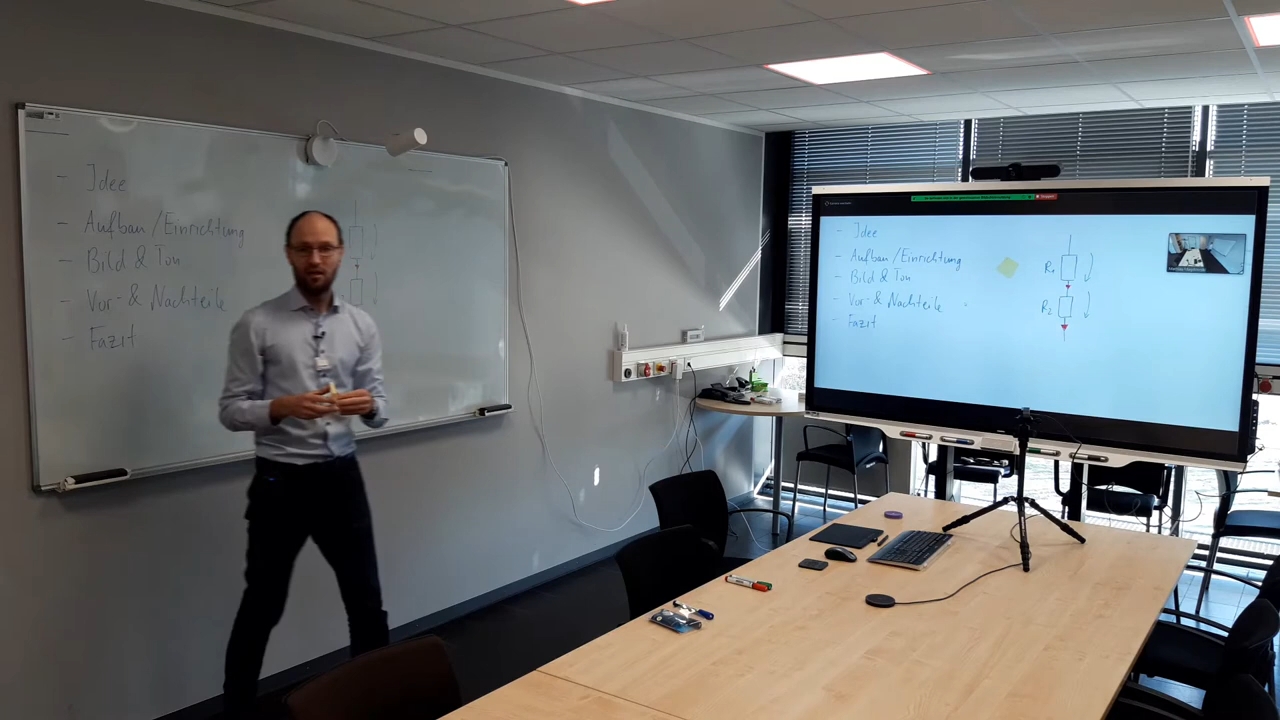 - Idee
- Aufbau/Einrichtung
- Bild & Ton
- Vor- & Nachteile
- Fazit
- Idee
- Aufbau/Einrichtung
- Bild & Ton
- Vor- & Nachteile
- Fazit
R1
R2